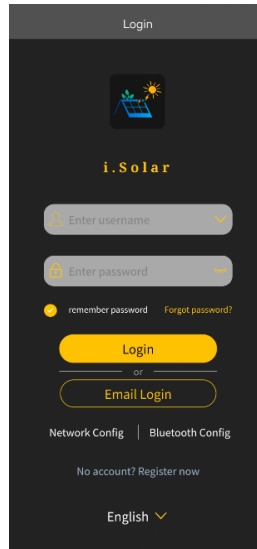 Login
i.Solar
Enter username
Enter password
remember password Forgot password?
Login
or
Email Login
Network Config | Bluetooth Config
No account? Register now
English